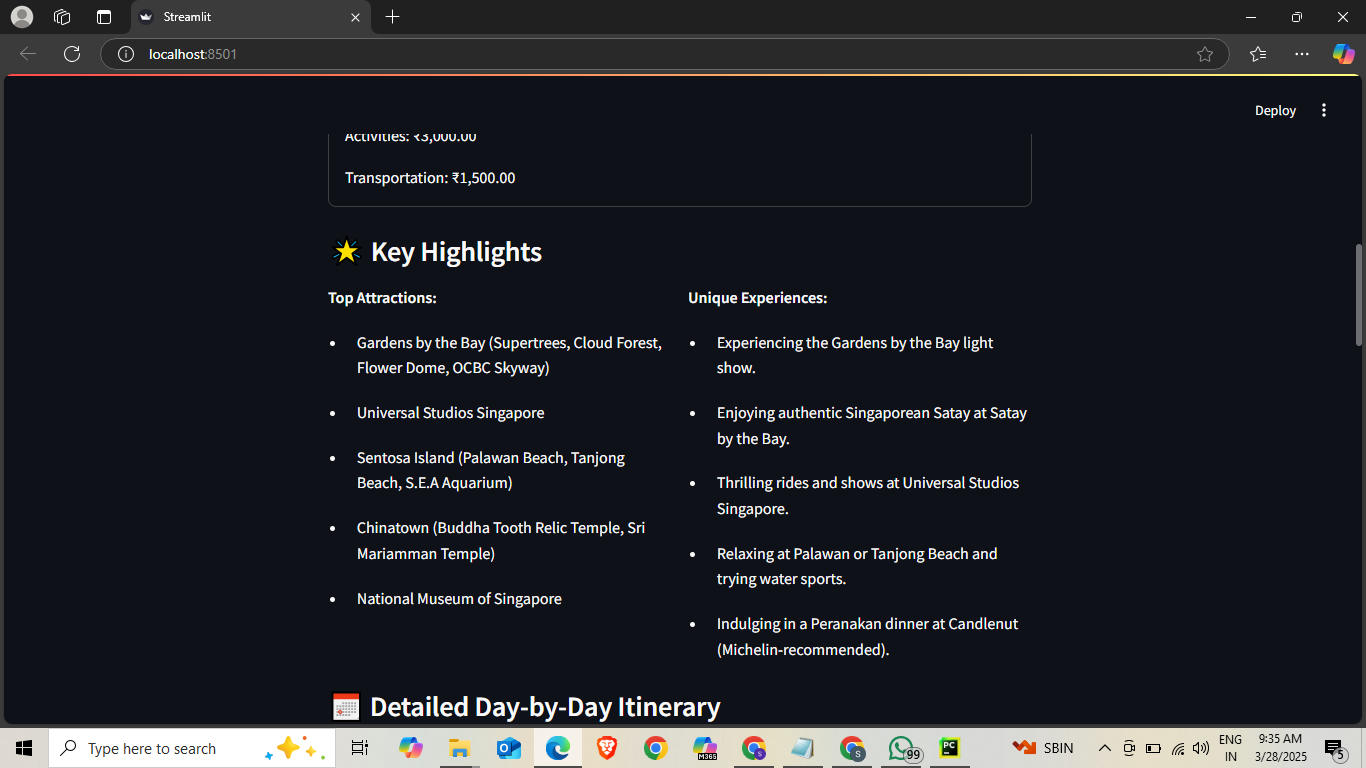 Streamlit
localhost:8501
Deploy
Activities: ₹3,000.00
Transportation: ₹1,500.00
Key Highlights
Top Attractions:
Gardens by the Bay (Supertrees, Cloud Forest,
Flower Dome, OCBC Skyway)
Universal Studios Singapore
Sentosa Island (Palawan Beach, Tanjong
Beach, S.E.A Aquarium)
Chinatown (Buddha Tooth Relic Temple, Sri
Mariamman Temple)
National Museum of Singapore
Unique Experiences:
Experiencing the Gardens by the Bay light
show.
Enjoying authentic Singaporean Satay at Satay
by the Bay.
Thrilling rides and shows at Universal Studios
Singapore.
Relaxing at Palawan or Tanjong Beach and
trying water sports.
Indulging in a Peranakan dinner at Candlenut
(Michelin-recommended).
Detailed Day-by-Day Itinerary
Type here to search
M365
S
S
99
PC
SBIN
ENG
IN
9:35 AM
3/28/2025
5